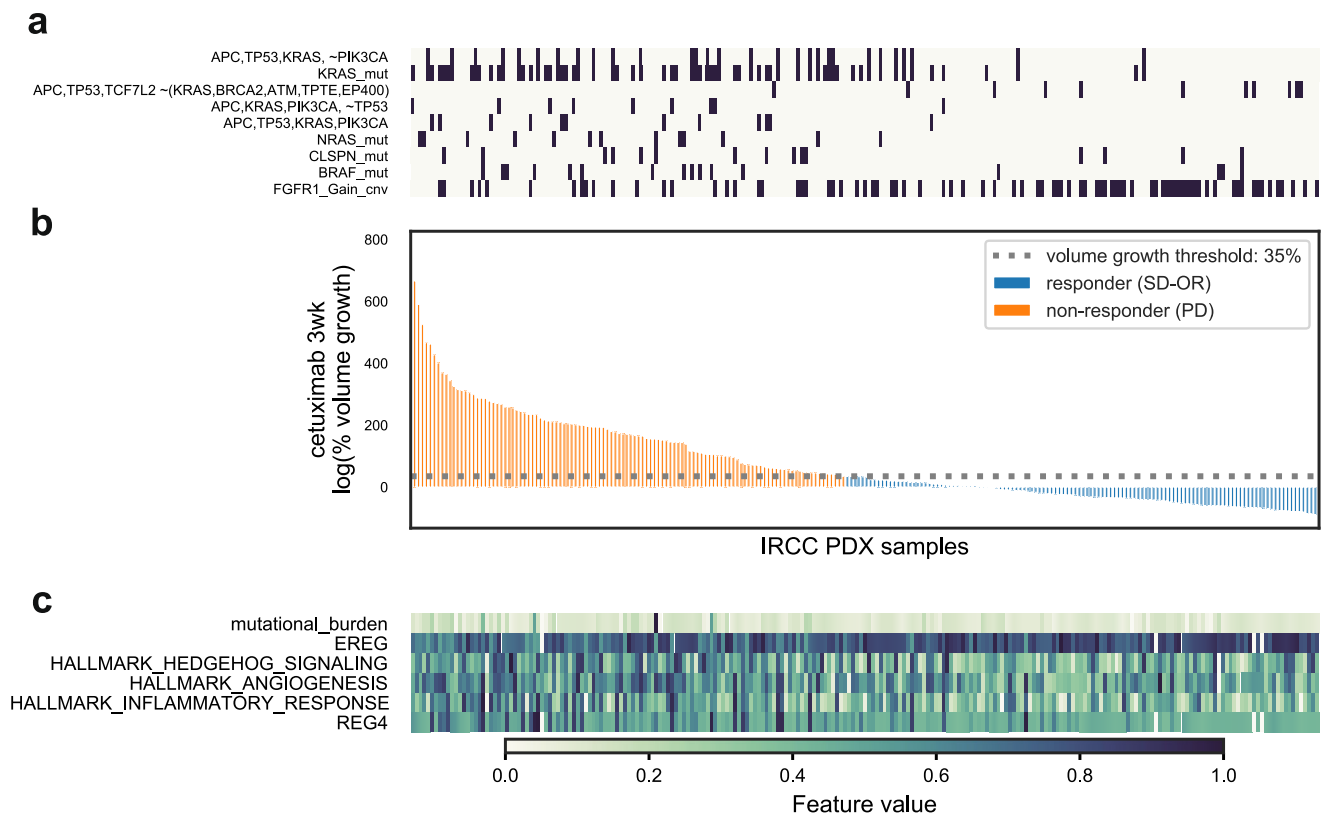 a
APC,TP53,KRAS, ~PIK3CA
KRAS_mut
APC,TP53,TCF7L2 ~(KRAS,BRCA2,ATM,TPTE,EP400)
APC,KRAS,PIK3CA, ~TP53
APC,TP53,KRAS,PIK3CA
NRAS_mut
CLSPN_mut
BRAF_mut
FGFR1_Gain_cnv
b
cetuximab 3wk
log(% volume growth)
800
600
400
200
0
volume growth threshold: 35%
responder (SD-OR)
non-responder (PD)
IRCC PDX samples
c
mutational_burden
EREG
HALLMARK_HEDGEHOG_SIGNALING
HALLMARK_ANGIOGENESIS
HALLMARK_INFLAMMATORY_RESPONSE
REG4
0.0 0.2 0.4 0.6 0.8 1.0
Feature value